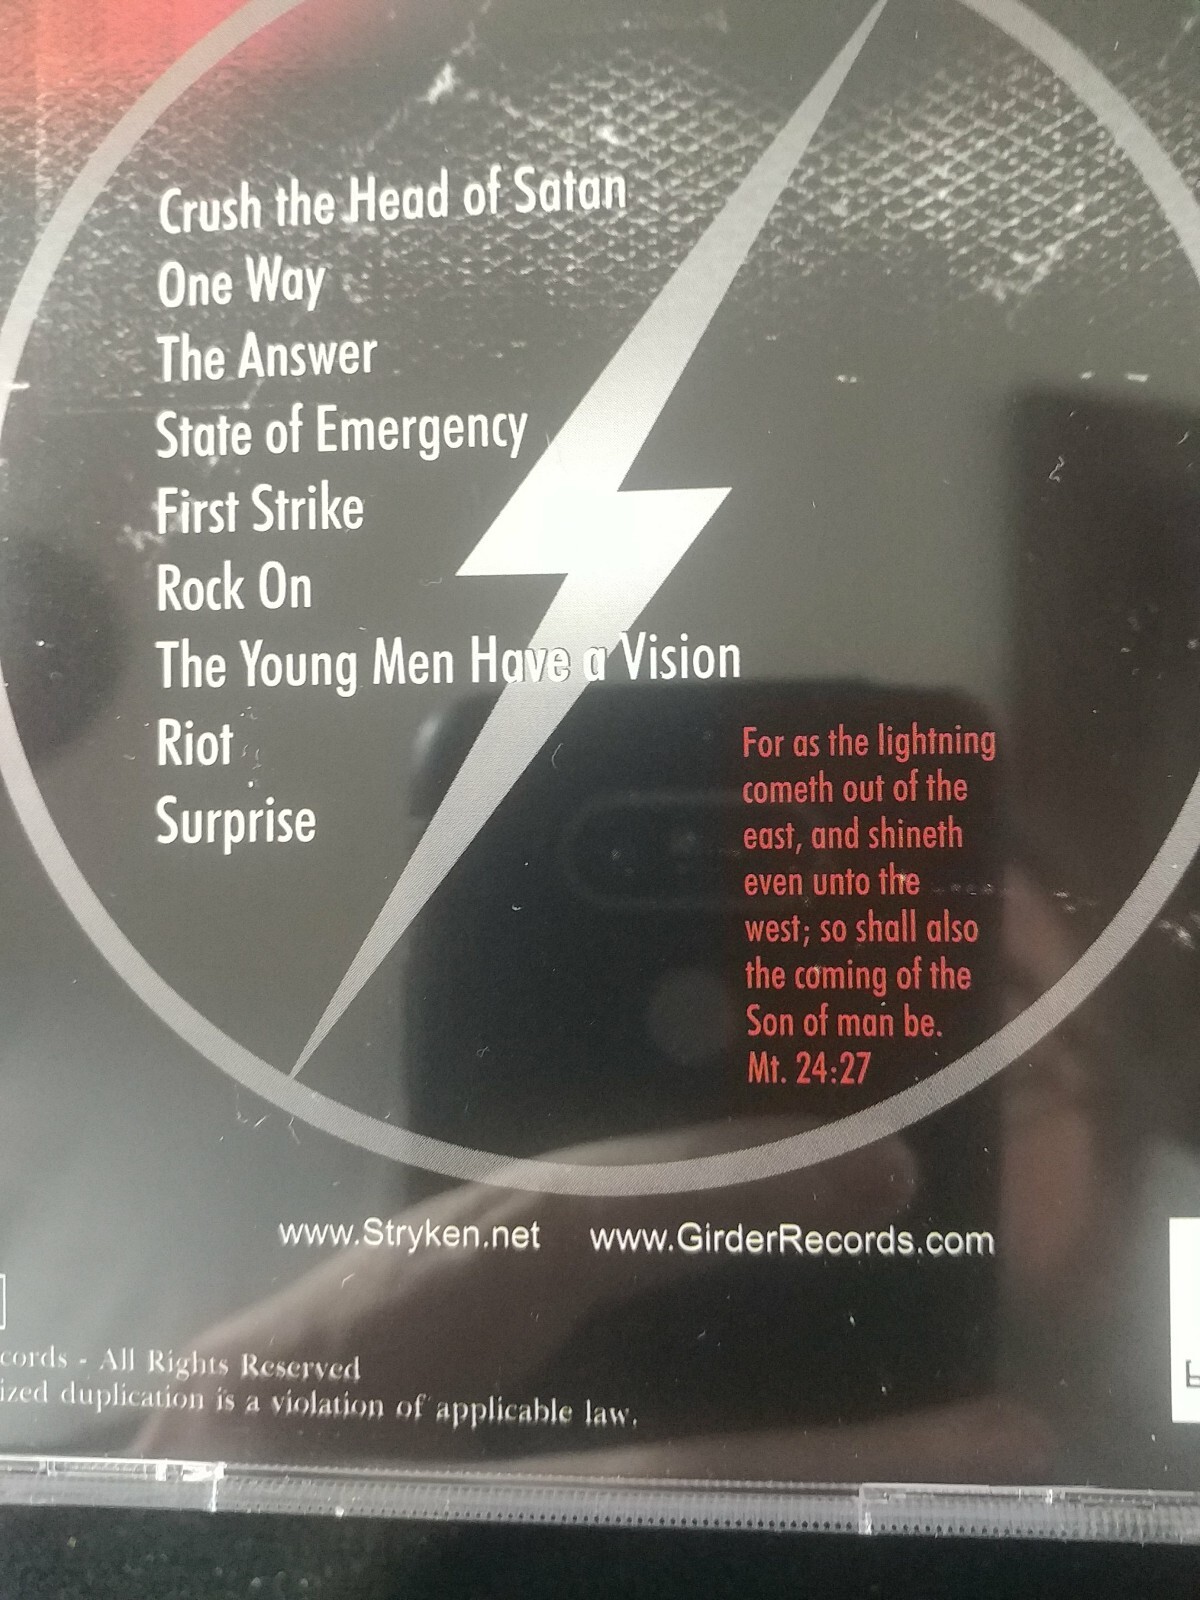 Crush the Head of Satan
One Way
The Answer
State of Emergency
First Strike
Rock On
The Young Men Have a Vision
Riot
Surprise
For as the lightning
cometh out of the
east, and shineth
even unto the
west; so shall also
the coming of the
Son of man be.
Mt. 24:27
www.Stryken.net www.GirderRecords.com
cords - All Rights Reserved
ized duplication is a violation of applicable law.